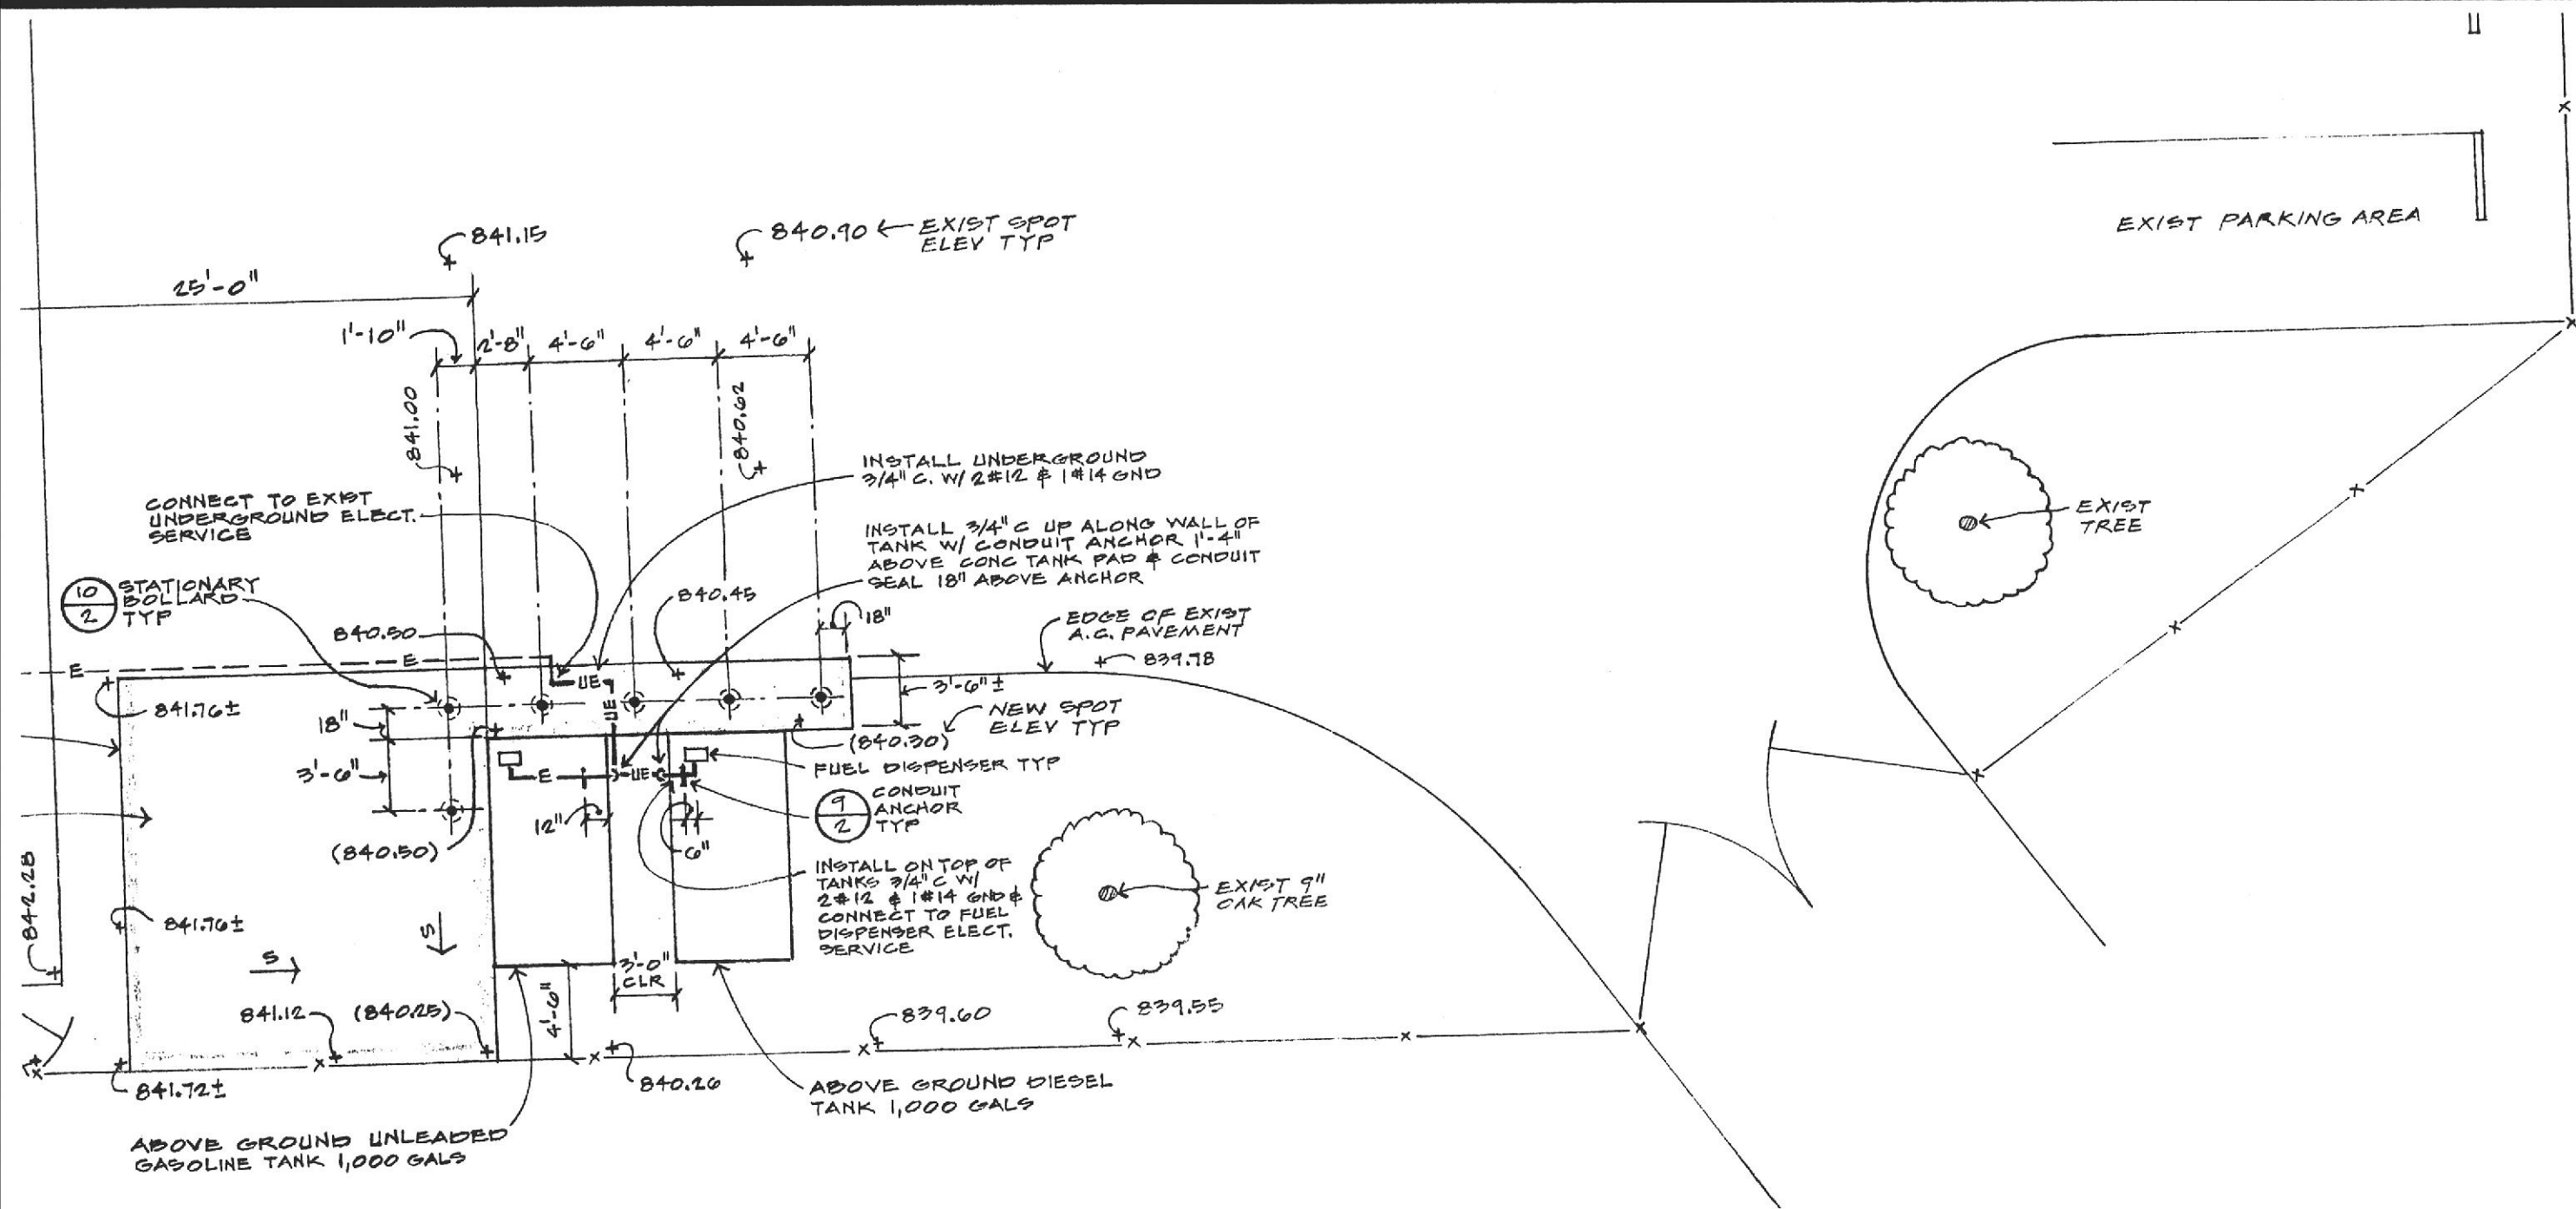 841.15
840.90
EXIST SPOT
ELEV TYP
EXIST PARKING AREA
25'-0"
1'-10"
2'-8"
4'-6"
4'-6"
4'-6"
841.00
840.62
INSTALL UNDERGROUND
3/4" C. W/ 2#12 & 1#14 GND
CONNECT TO EXIST
UNDERGROUND ELECT.
SERVICE
INSTALL 3/4" C UP ALONG WALL OF
TANK W/ CONDUIT ANCHOR 1'-4"
ABOVE CONC TANK PAD & CONDUIT
SEAL 18" ABOVE ANCHOR
EXIST
TREE
10
2
STATIONARY
BOLLARD
TYP
840.50
840.45
18"
EDGE OF EXIST
A.C. PAVEMENT
839.78
E
E
UE
UE
841.76±
18"
3'-6"±
NEW SPOT
ELEV TYP
(840.30)
3'-6"
E
UE
FUEL DISPENSER TYP
9
2
CONDUIT
ANCHOR
TYP
12"
6"
(840.50)
INSTALL ON TOP OF
TANKS 3/4" C W/
2#12 & 1#14 GND &
CONNECT TO FUEL
DISPENSER ELECT.
SERVICE
EXIST 9"
OAK TREE
842.28
841.76±
S
S
3'-0"
CLR
4'-6"
841.12
(840.25)
839.60
839.55
841.72±
840.26
ABOVE GROUND DIESEL
TANK 1,000 GALS
ABOVE GROUND UNLEADED
GASOLINE TANK 1,000 GALS